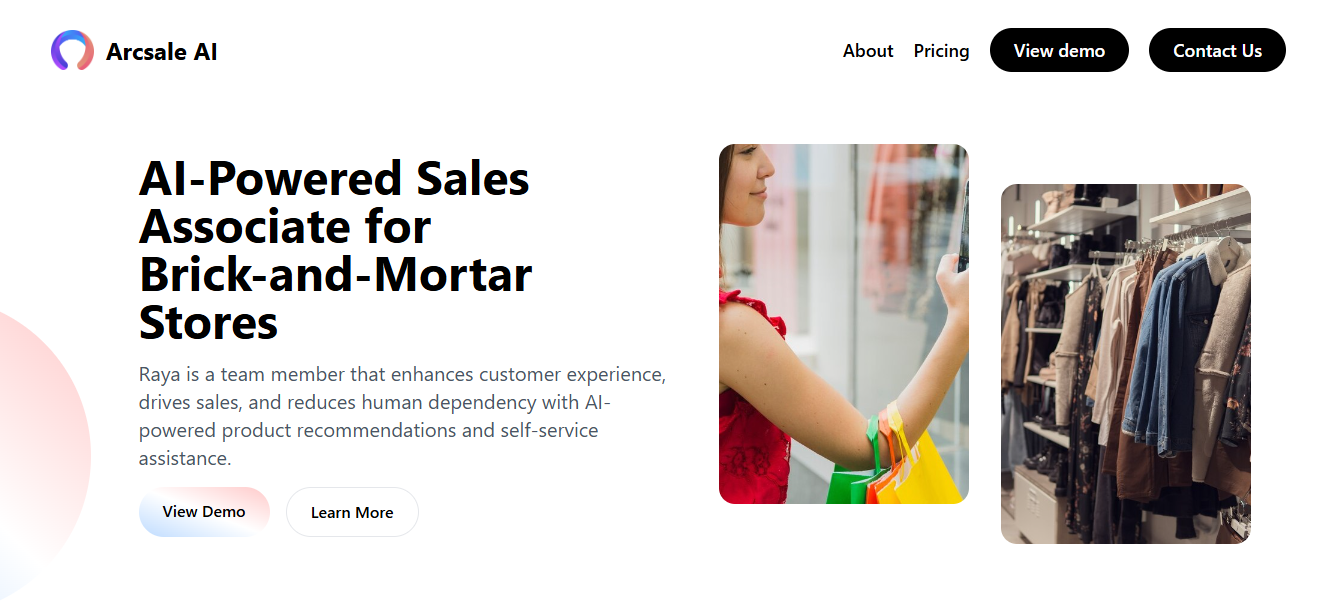 Arcsale AI
About
Pricing
View demo
Contact Us
AI-Powered Sales
Associate for
Brick-and-Mortar
Stores
Raya is a team member that enhances customer experience,
drives sales, and reduces human dependency with AI-
powered product recommendations and self-service
assistance.
View Demo
Learn More